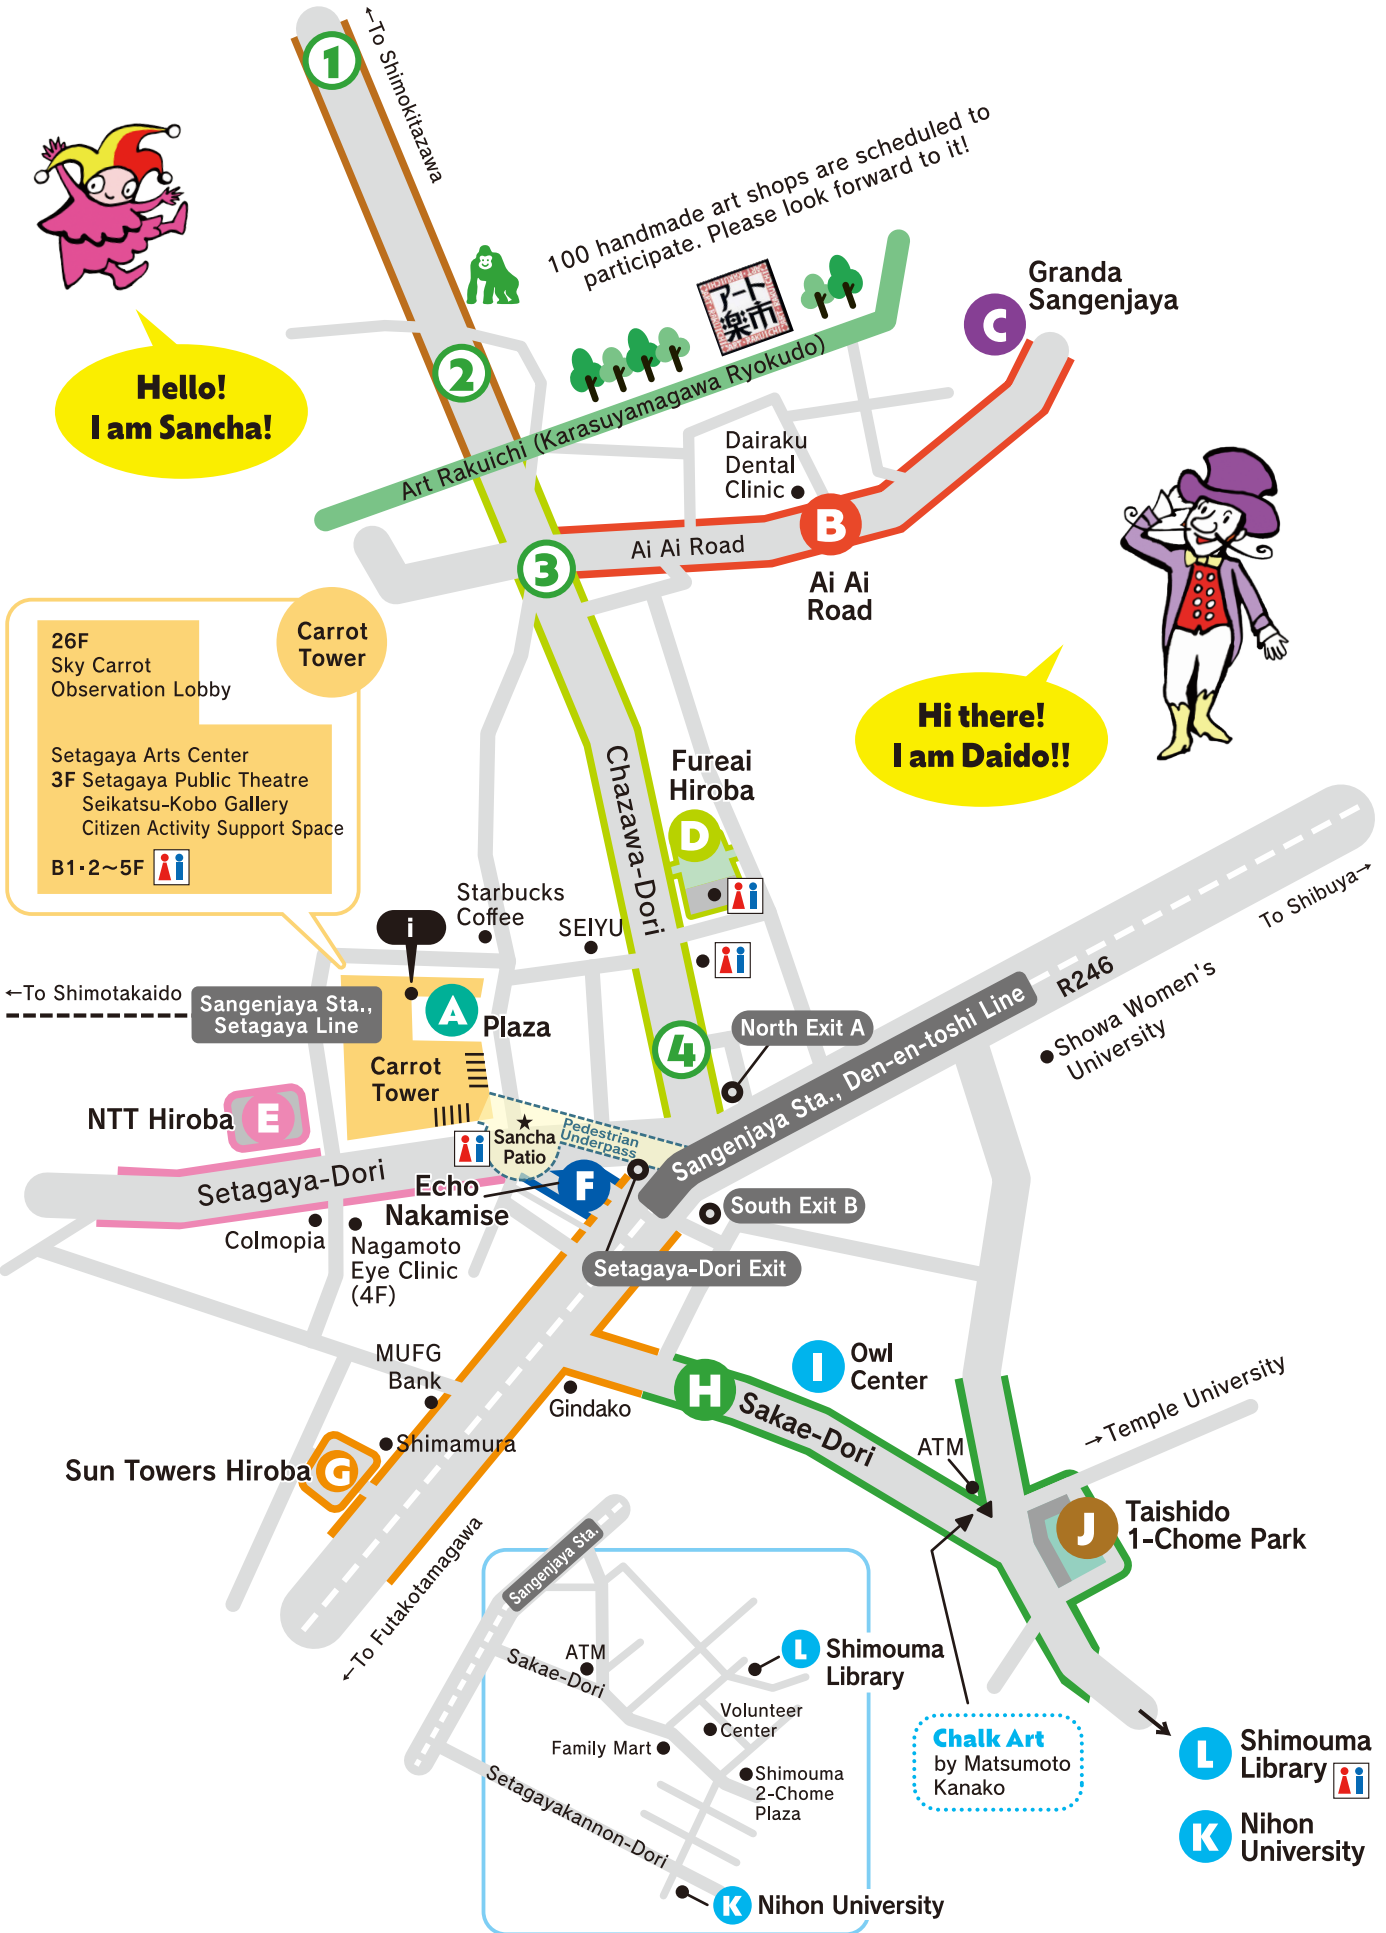 1
←To Shimokitazawa
100 handmade art shops are scheduled to
participate. Please look forward to it!
アート
楽市
ART RAKUICHI
Granda
Sangenjaya
C
Hello!
I am Sancha!
2
Art Rakuichi (Karasuyamagawa Ryokudo)
Dairaku
Dental
Clinic
B
Ai Ai Road
3
Ai Ai
Road
Carrot
Tower
26F
Sky Carrot
Observation Lobby
Setagaya Arts Center
3F Setagaya Public Theatre
Seikatsu-Kobo Gallery
Citizen Activity Support Space
B1·2~5F
Hi there!
I am Daido!!
Chazawa-Dori
Fureai
Hiroba
D
Starbucks
Coffee
SEIYU
i
To Shibuya→
R246
←To Shimotakaido
Sangenjaya Sta.,
Setagaya Line
A
Plaza
Carrot
Tower
4
North Exit A
Sangenjaya Sta., Den-en-toshi Line
Showa Women's
University
NTT Hiroba
E
★
Sancha
Patio
Pedestrian
Underpass
Setagaya-Dori
Echo
Nakamise
F
South Exit B
Colmopia
Nagamoto
Eye Clinic
(4F)
Setagaya-Dori Exit
MUFG
Bank
Gindako
H
I
Owl
Center
Sakae-Dori
ATM
→Temple University
Shimamura
Sun Towers Hiroba
G
J
Taishido
1-Chome Park
←To Futakotamagawa
Sangenjaya Sta.
ATM
Sakae-Dori
L
Shimouma
Library
Volunteer
Center
Family Mart
Shimouma
2-Chome
Plaza
Setagayakannon-Dori
K
Nihon University
Chalk Art
by Matsumoto
Kanako
L
Shimouma
Library
K
Nihon
University